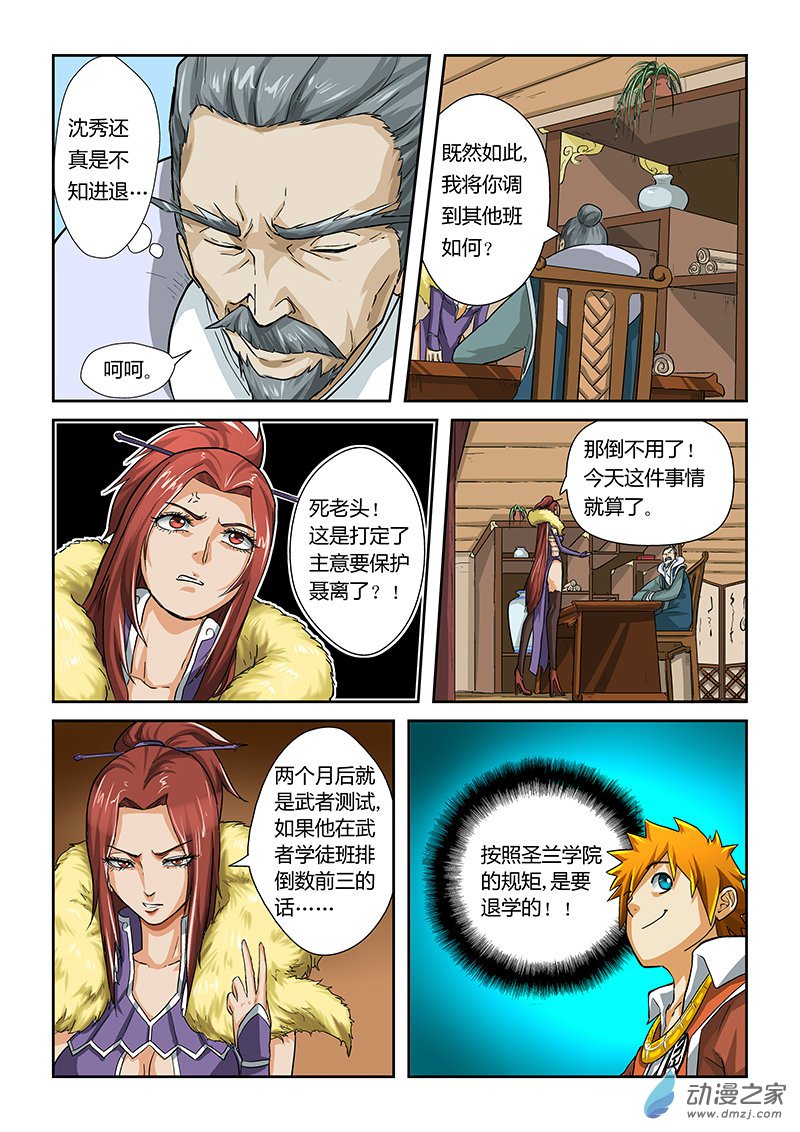 沈秀还
真是不
知进退…
呵呵。
既然如此,
我将你调
到其他班
如何?
死老头!
这是打定了
主意要保护
聂离了?!
那倒不用了!
今天这件事情
就算了。
两个月后就
是武者测试,
如果他在武
者学徒班排
倒数前三的
话……
按照圣兰学院
的规矩,是要
退学的!!
动漫之家
www.dmzj.com